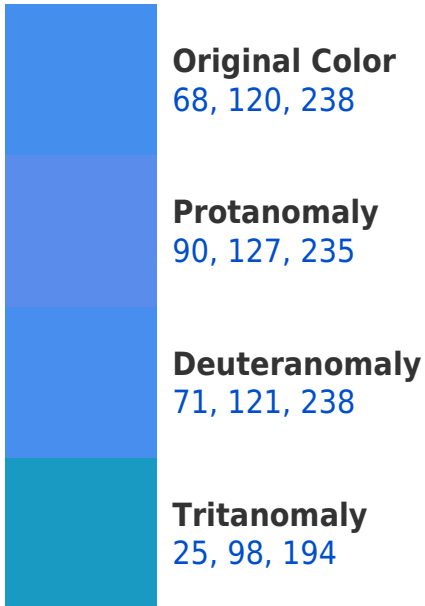 Original Color
68, 120, 238
Protanomaly
90, 127, 235
Deuteranomaly
71, 121, 238
Tritanomaly
25, 98, 194